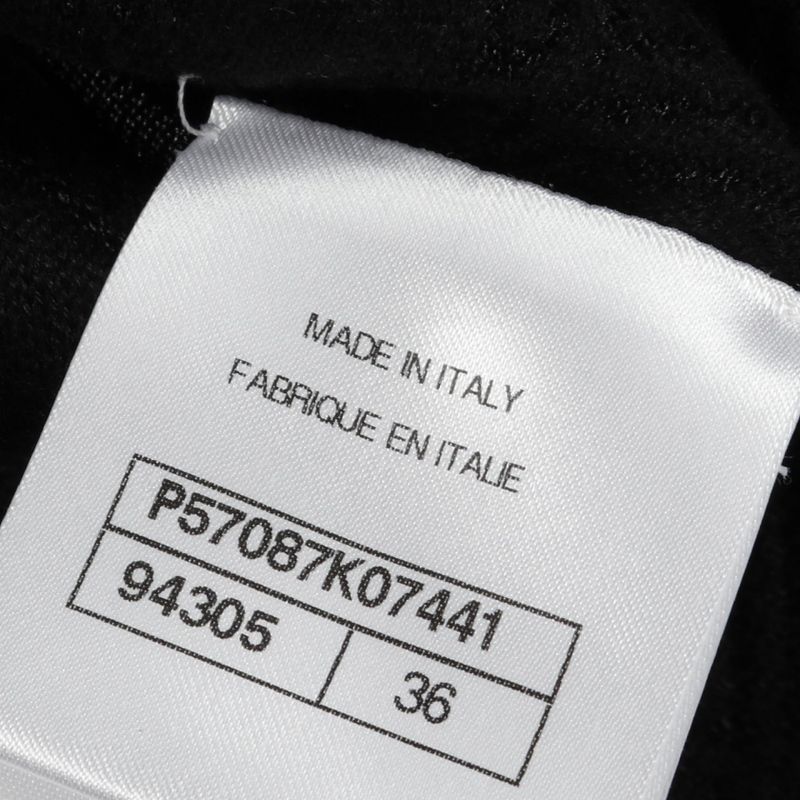 MADE IN ITALY
FABRIQUE EN ITALIE
P57087K07441
94305 36